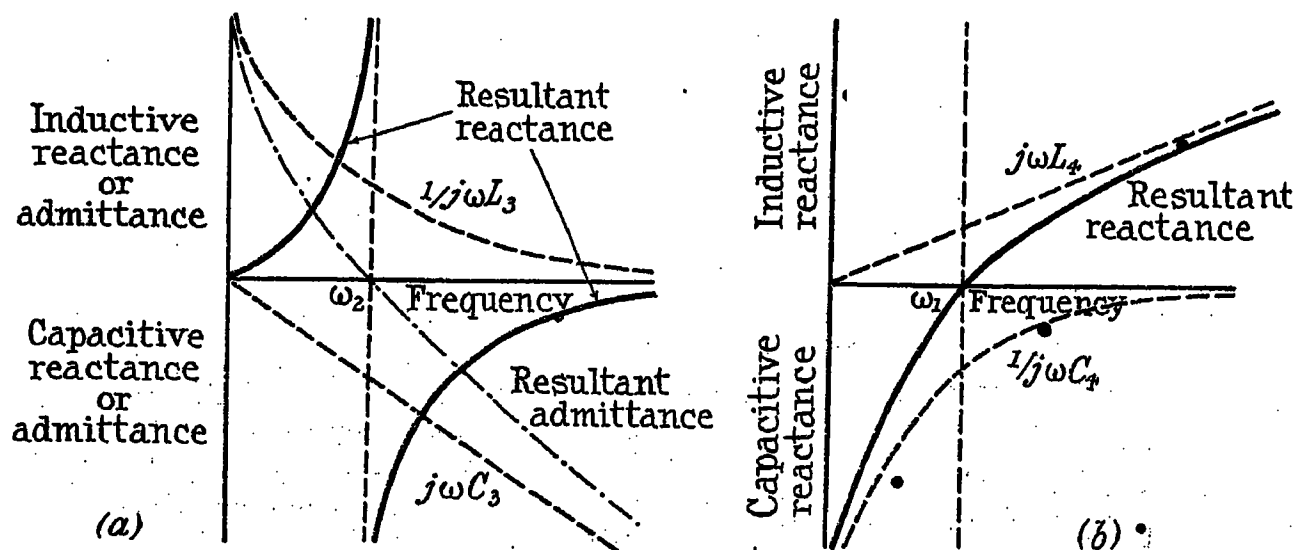 Inductive
reactance
or
admittance
Capacitive
reactance
or
admittance
(a)
Resultant
reactance
1/jωL3
ω2
Frequency
Resultant
admittance
jωC3
Inductive
reactance
Capacitive
reactance
jωL4
Resultant
reactance
ω1
Frequency
1/jωC4
(b)